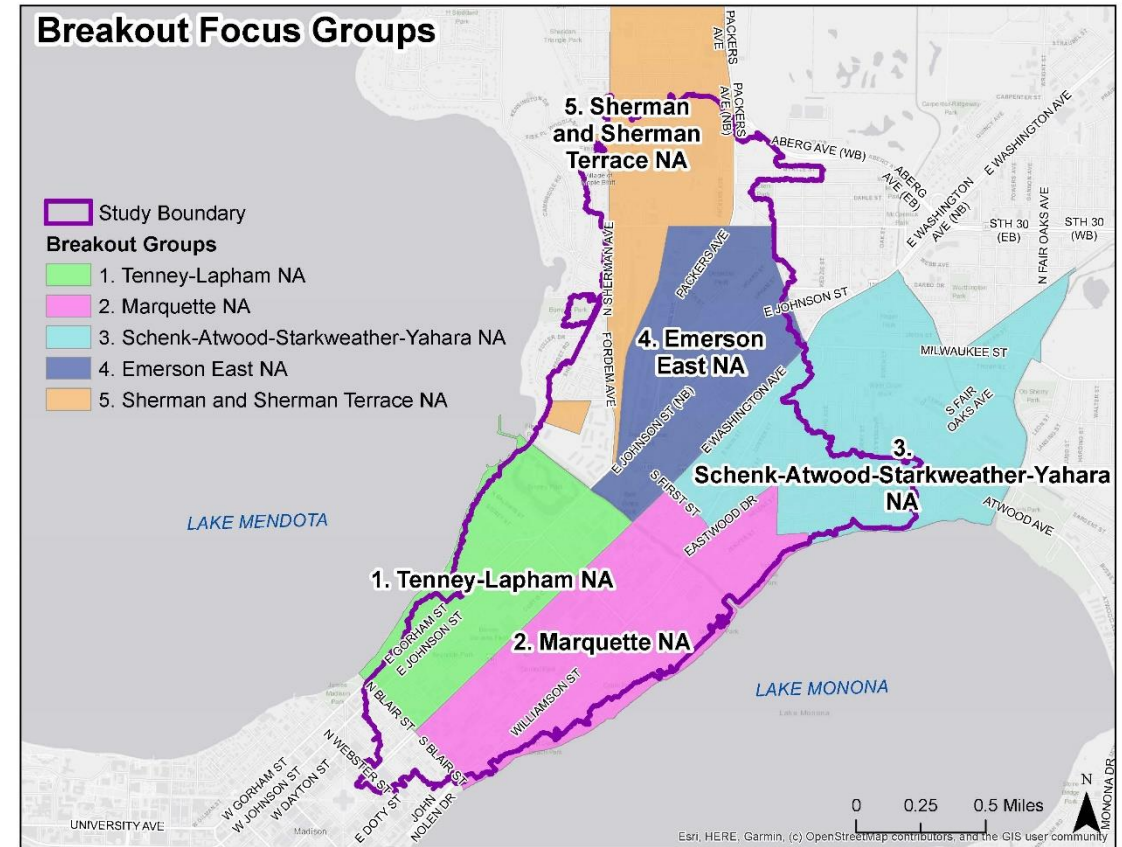 Breakout Focus Groups
Study Boundary
Breakout Groups
1. Tenney-Lapham NA
2. Marquette NA
3. Schenk-Atwood-Starkweather-Yahara NA
4. Emerson East NA
5. Sherman and Sherman Terrace NA
5. Sherman
and Sherman
Terrace NA
4. Emerson
East NA
3.
Schenk-Atwood-Starkweather-Yahara
NA
1. Tenney-Lapham NA
2. Marquette NA
LAKE MENDOTA
LAKE MONONA
Lake Monona
PACKERS
AVE
PACKERS
AVE (NB)
ABERG AVE (WB)
ABERG
AVE (EB)
E WASHINGTON AVE
E WASHINGTON
AVE (NB)
STH 30
(EB)
STH 30
(WB)
N FAIR OAKS AVE
N SHERMAN AVE
PACKERS AVE
E JOHNSON ST
FORDEM AVE
MILWAUKEE ST
S FAIR
OAKS AVE
E JOHNSON ST (NB)
E WASHINGTON AVE
S FIRST ST
EASTWOOD DR
ATWOOD AVE
E GORHAM ST
E JOHNSON ST
N BLAIR ST
S BLAIR ST
WILLIAMSON ST
N WEBSTER ST
W GORHAM ST
W JOHNSON ST
W DAYTON ST
E DOTY ST
JOHN
NOLEN DR
UNIVERSITY AVE
Madison
MONONA DR
N
0 0.25 0.5 Miles
Esri, HERE, Garmin, (c) OpenStreetMap contributors, and the GIS user community